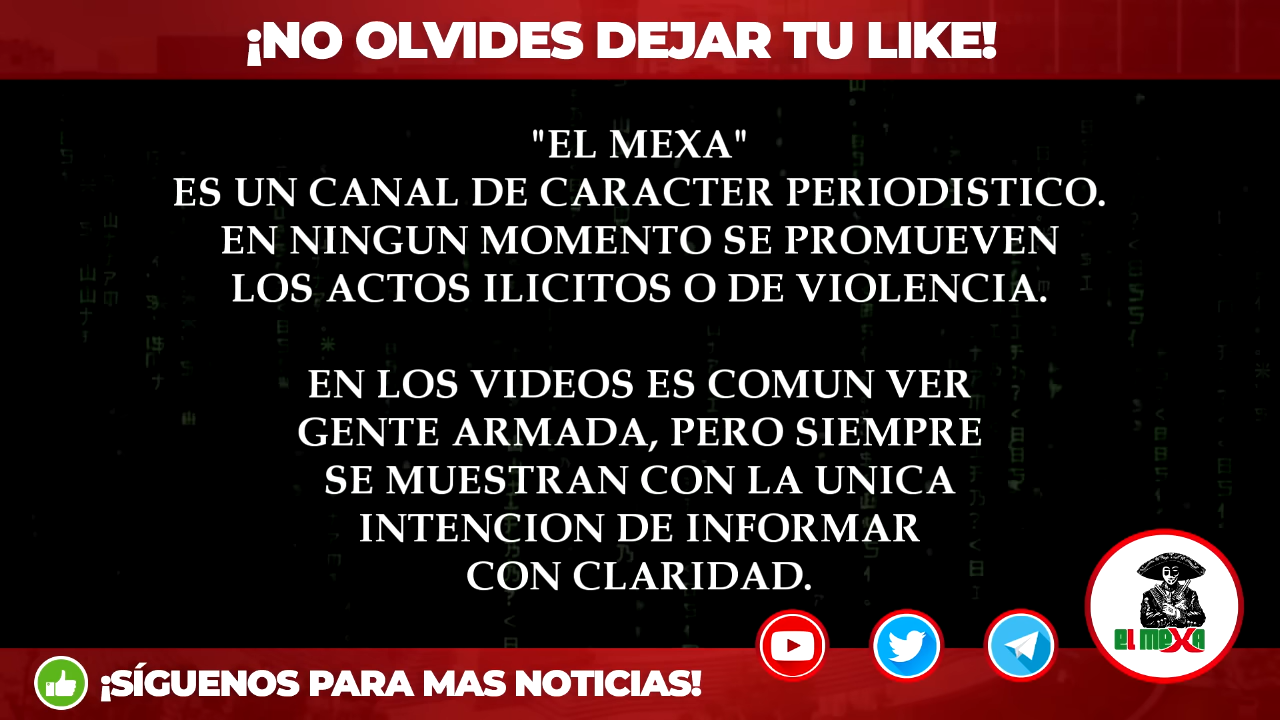 ¡NO OLVIDES DEJAR TU LIKE!
"EL MEXA"
ES UN CANAL DE CARACTER PERIODISTICO.
EN NINGUN MOMENTO SE PROMUEVEN
LOS ACTOS ILICITOS O DE VIOLENCIA.
EN LOS VIDEOS ES COMUN VER
GENTE ARMADA, PERO SIEMPRE
SE MUESTRAN CON LA UNICA
INTENCION DE INFORMAR
CON CLARIDAD.
EL MEXA
¡SÍGUENOS PARA MAS NOTICIAS!